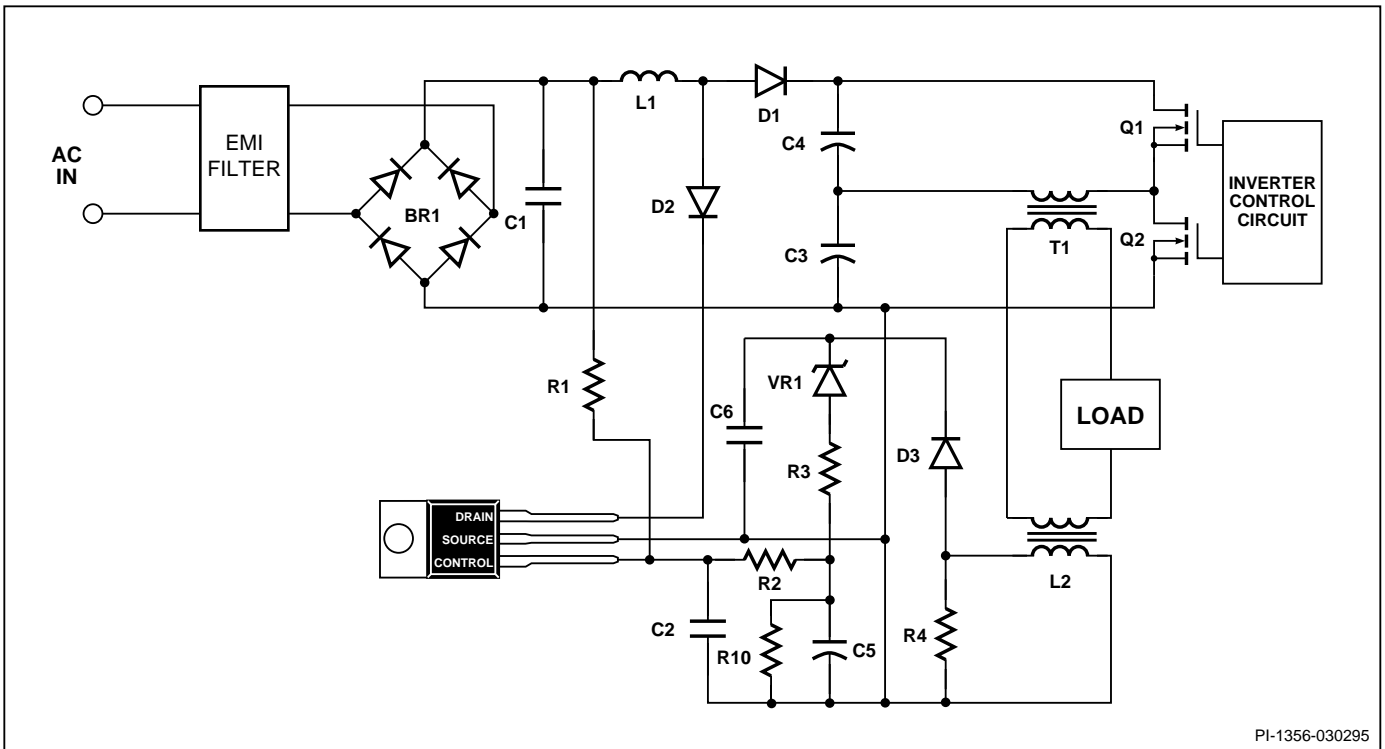 AC
IN
EMI
FILTER
BR1
C1
L1
D1
D2
C4
C3
Q1
Q2
T1
INVERTER
CONTROL
CIRCUIT
R1
C6
VR1
R3
D3
LOAD
DRAIN
SOURCE
CONTROL
R2
L2
C2
R10
C5
R4
PI-1356-030295